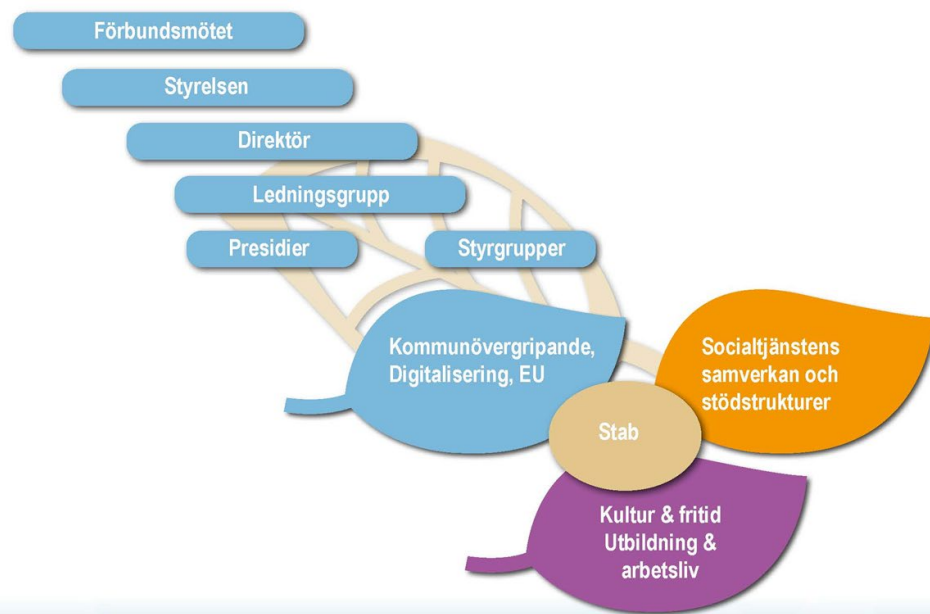 Förbundsmötet
Styrelsen
Direktör
Ledningsgrupp
Presidier
Styrgrupper
Kommunövergripande,
Digitalisering, EU
Socialtjänstens
samverkan och
stödstrukturer
Stab
Kultur & fritid
Utbildning &
arbetsliv